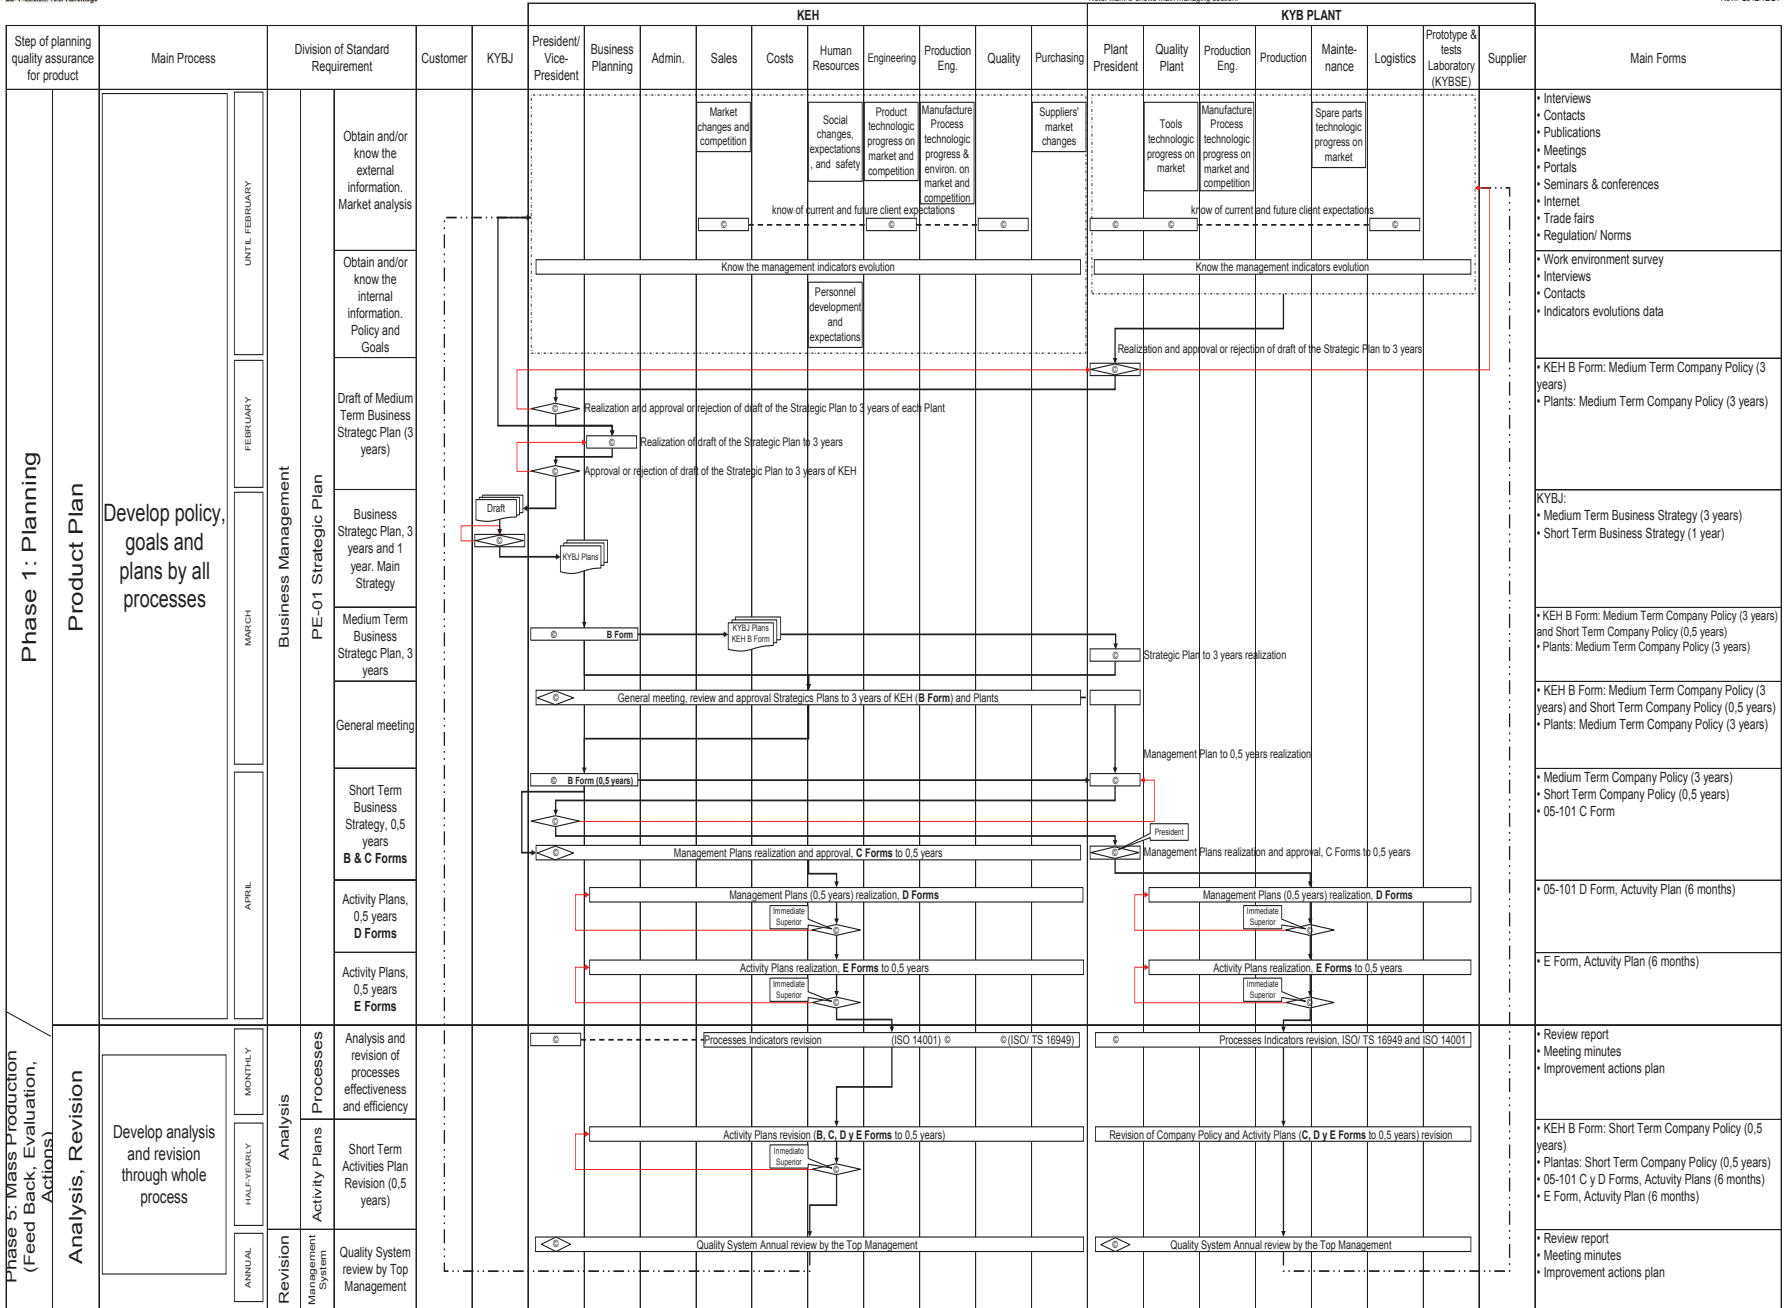 KEH
KYB PLANT
Step of planning
quality assurance
for product
Main Process
Division of Standard
Requirement
Customer
KYBJ
President/
Vice-
President
Business
Planning
Admin.
Sales
Costs
Human
Resources
Engineering
Production
Eng.
Quality
Purchasing
Plant
President
Quality
Plant
Production
Eng.
Production
Mainte-
nance
Logistics
Prototype &
tests
Laboratory
(KYBSE)
Supplier
Main Forms
Phase 1: Planning
Product Plan
Develop policy,
goals and
plans by all
processes
UNTIL FEBRUARY
FEBRUARY
MARCH
APRIL
Business Management
PE-01 Strategic Plan
Obtain and/or
know the
external
information.
Market analysis
Market
changes and
competition
Social
changes,
expectations
, and safety
Product
technologic
progress on
market and
competition
Manufacture
Process
technologic
progress &
environ. on
market and
competition
Suppliers'
market
changes
Tools
technologic
progress on
market
Manufacture
Process
technologic
progress on
market and
competition
Spare parts
technologic
progress on
market
know of current and future client expectations
© © ©
know of current and future client expectations
© © ©
• Interviews
• Contacts
• Publications
• Meetings
• Portals
• Seminars & conferences
• Internet
• Trade fairs
• Regulation/ Norms
Obtain and/or
know the
internal
information.
Policy and
Goals
Know the management indicators evolution
Know the management indicators evolution
Personnel
development
and
expectations
• Work environment survey
• Interviews
• Contacts
• Indicators evolutions data
Realization and approval or rejection of draft of the Strategic Plan to 3 years
©
Draft of Medium
Term Business
Strategc Plan (3
years)
© Realization and approval or rejection of draft of the Strategic Plan to 3 years of each Plant
© Realization of draft of the Strategic Plan to 3 years
© Approval or rejection of draft of the Strategic Plan to 3 years of KEH
• KEH B Form: Medium Term Company Policy (3
years)
• Plants: Medium Term Company Policy (3 years)
Business
Strategc Plan, 3
years and 1
year. Main
Strategy
Draft
©
KYBJ Plans
KYBJ:
• Medium Term Business Strategy (3 years)
• Short Term Business Strategy (1 year)
Medium Term
Business
Strategc Plan, 3
years
© B Form
KYBJ Plans
KEH B Form
© Strategic Plan to 3 years realization
• KEH B Form: Medium Term Company Policy (3 years)
and Short Term Company Policy (0,5 years)
• Plants: Medium Term Company Policy (3 years)
General meeting
© General meeting, review and approval Strategics Plans to 3 years of KEH (B Form) and Plants
Management Plan to 0,5 years realization
• KEH B Form: Medium Term Company Policy (3
years) and Short Term Company Policy (0,5 years)
• Plants: Medium Term Company Policy (3 years)
Short Term
Business
Strategy, 0,5
years
B & C Forms
© B Form (0,5 years)
©
©
President
© Management Plans realization and approval, C Forms to 0,5 years
© Management Plans realization and approval, C Forms to 0,5 years
• Medium Term Company Policy (3 years)
• Short Term Company Policy (0,5 years)
• 05-101 C Form
Activity Plans,
0,5 years
D Forms
Management Plans (0,5 years) realization, D Forms
Immediate
Superior
©
Management Plans (0,5 years) realization, D Forms
Immediate
Superior
©
• 05-101 D Form, Actuvity Plan (6 months)
Activity Plans,
0,5 years
E Forms
Activity Plans realization, E Forms to 0,5 years
Immediate
Superior
©
Activity Plans realization, E Forms to 0,5 years
Immediate
Superior
©
• E Form, Actuvity Plan (6 months)
Phase 5: Mass Production
(Feed Back, Evaluation,
Actions)
Analysis, Revision
Develop analysis
and revision
through whole
process
MONTHLY
HALF-YEARLY
ANNUAL
Analysis
Revision
Processes
Activity Plans
Management
System
Analysis and
revision of
processes
effectiveness
and efficiency
© Processes Indicators revision (ISO 14001) © ©(ISO/ TS 16949)
© Processes Indicators revision, ISO/ TS 16949 and ISO 14001
• Review report
• Meeting minutes
• Improvement actions plan
Short Term
Activities Plan
Revision (0,5
years)
Activity Plans revision (B, C, D y E Forms to 0,5 years)
Inmediato
Superior
©
Revision of Company Policy and Activity Plans (C, D y E Forms to 0,5 years) revision
• KEH B Form: Short Term Company Policy (0,5
years)
• Plantas: Short Term Company Policy (0,5 years)
• 05-101 C y D Forms, Actuvity Plans (6 months)
• E Form, Actuvity Plan (6 months)
Quality System
review by Top
Management
© Quality System Annual review by the Top Management
© Quality System Annual review by the Top Management
• Review report
• Meeting minutes
• Improvement actions plan